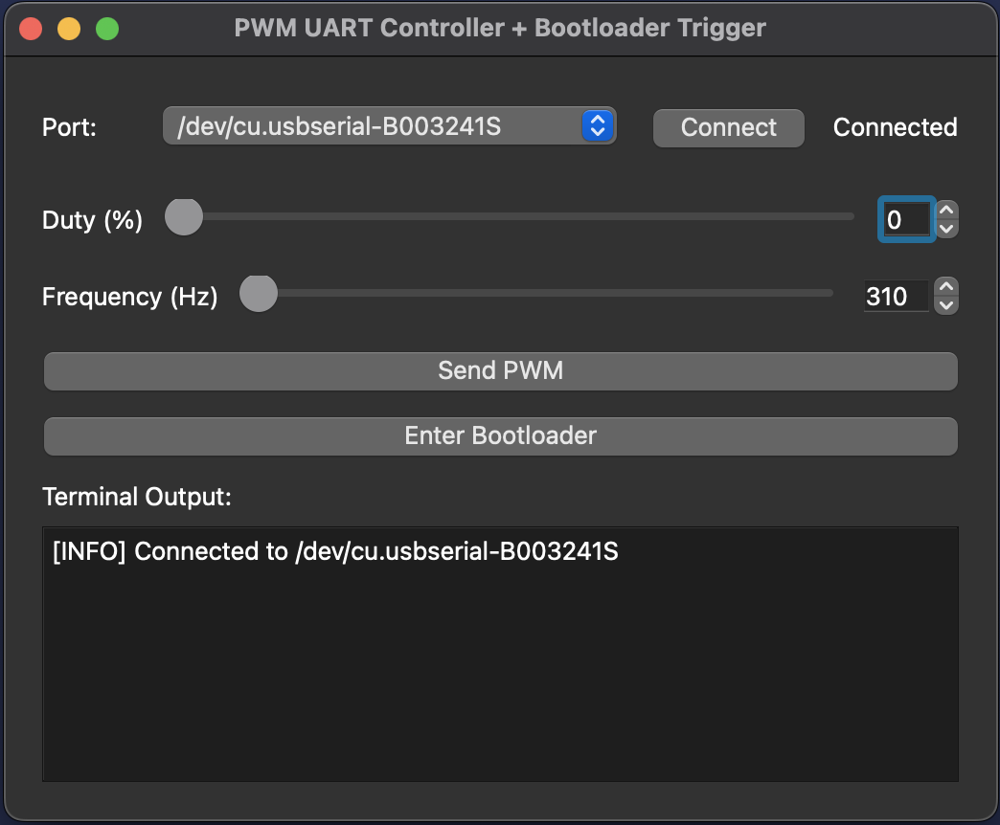 PWM UART Controller + Bootloader Trigger
Port: /dev/cu.usbserial-B003241S Connect Connected
Duty (%) 0
Frequency (Hz) 310
Send PWM
Enter Bootloader
Terminal Output:
[INFO] Connected to /dev/cu.usbserial-B003241S